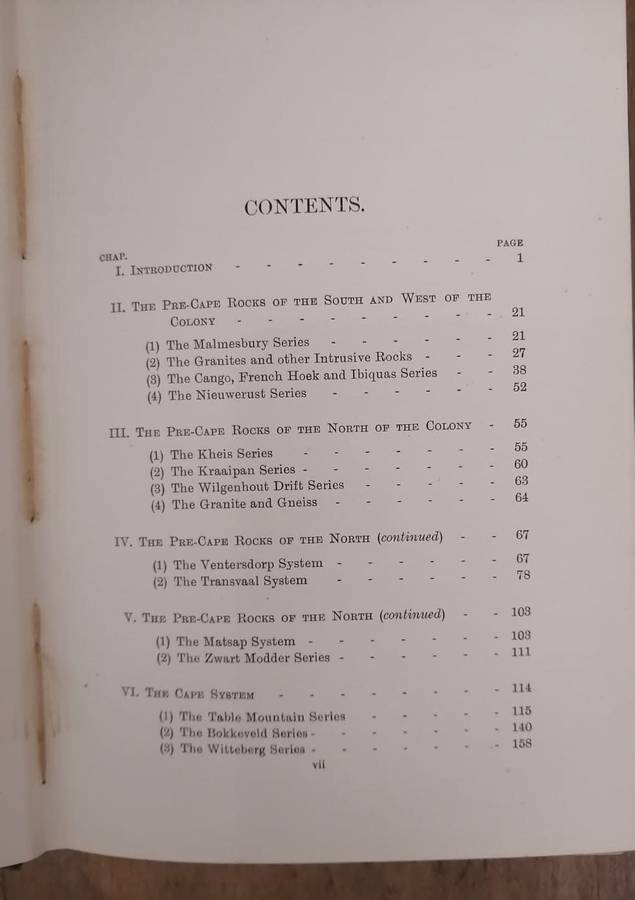 CONTENTS.
PAGE
CHAP.
I. INTRODUCTION - - - - - - - - - 1
II. THE PRE-CAPE ROCKS OF THE SOUTH AND WEST OF THE
COLONY - - - - - - - - - 21
(1) The Malmesbury Series - - - - - - 21
(2) The Granites and other Intrusive Rocks - - - 27
(3) The Cango, French Hoek and Ibiquas Series - - 38
(4) The Nieuwerust Series - - - - - - 52
III. THE PRE-CAPE ROCKS OF THE NORTH OF THE COLONY - 55
(1) The Kheis Series - - - - - - - 55
(2) The Kraaipan Series - - - - - - - 60
(3) The Wilgenhout Drift Series - - - - - 63
(4) The Granite and Gneiss - - - - - - 64
IV. THE PRE-CAPE ROCKS OF THE NORTH (continued) - - 67
(1) The Ventersdorp System - - - - - - 67
(2) The Transvaal System - - - - - - 78
V. THE PRE-CAPE ROCKS OF THE NORTH (continued) - - 103
(1) The Matsap System - - - - - - - 103
(2) The Zwart Modder Series - - - - - - 111
VI. THE CAPE SYSTEM - - - - - - - - 114
(1) The Table Mountain Series - - - - - 115
(2) The Bokkeveld Series - - - - - - - 140
(3) The Witteberg Series - - - - - - - 158
vii